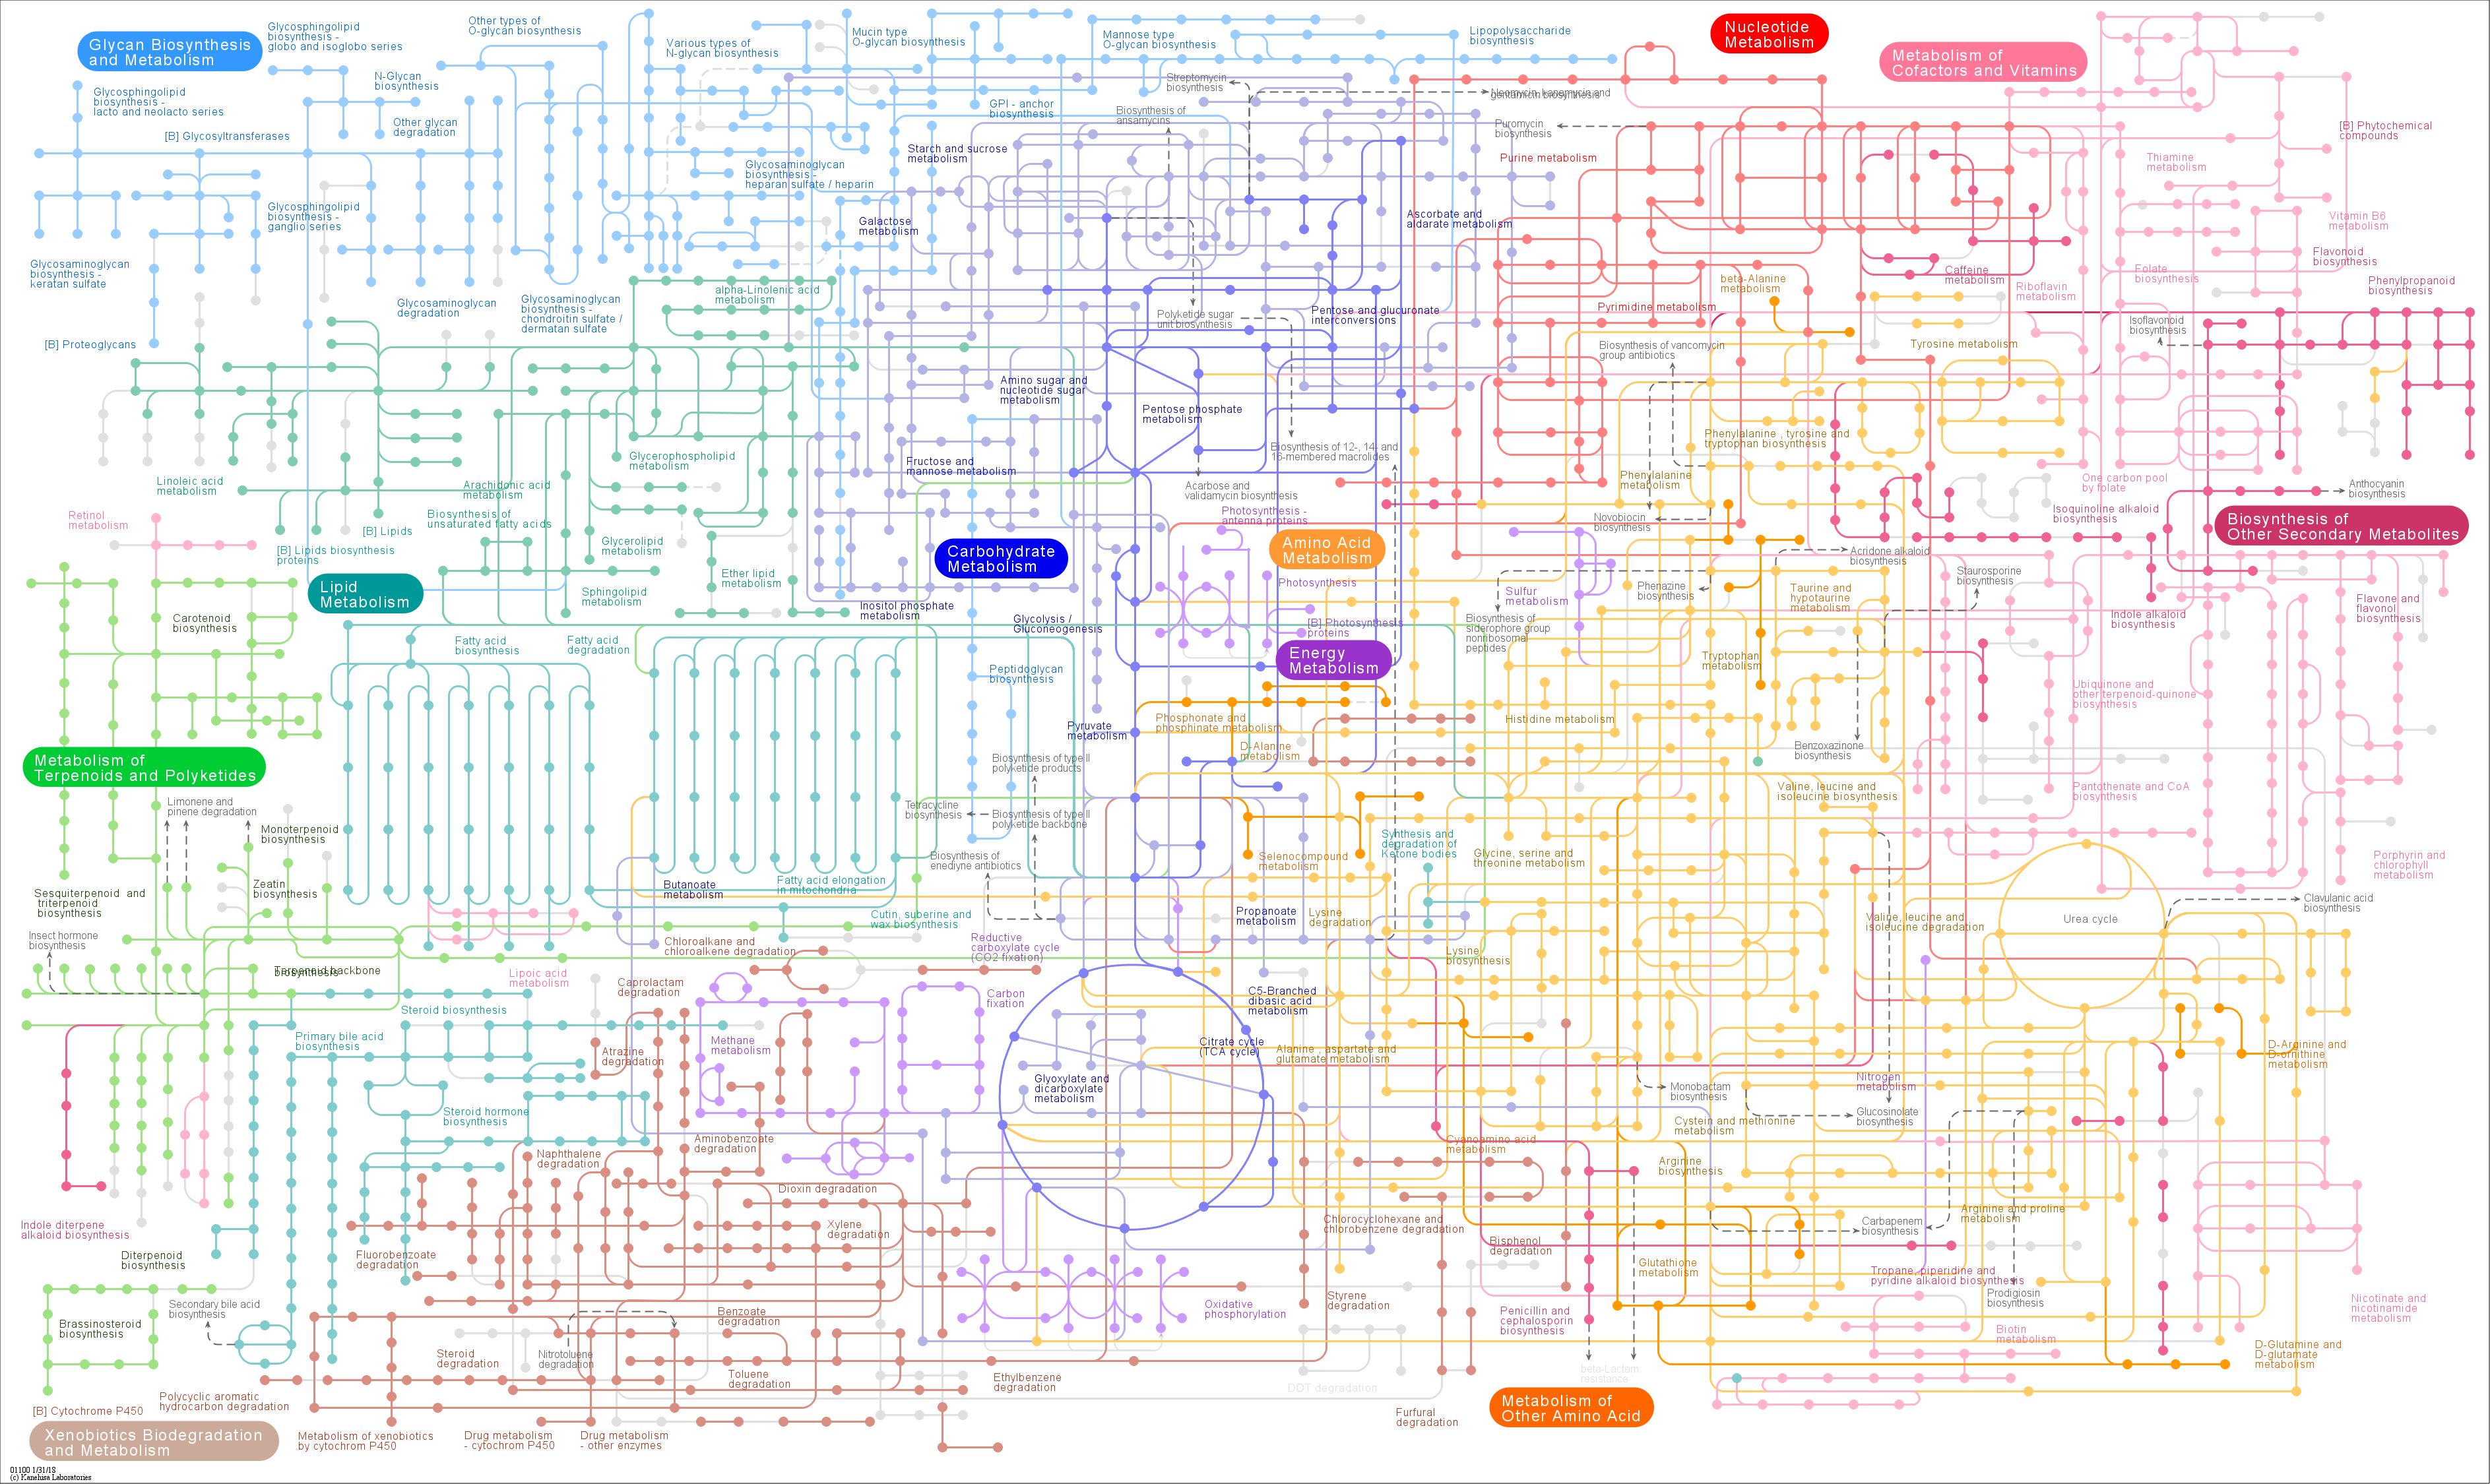 Glycan Biosynthesis
and Metabolism
Glycosphingolipid
biosynthesis -
globo and isoglobo series
Other types of
O-glycan biosynthesis
Various types of
N-glycan biosynthesis
Mucin type
O-glycan biosynthesis
Mannose type
O-glycan biosynthesis
Lipopolysaccharide
biosynthesis
Nucleotide
Metabolism
Metabolism of
Cofactors and Vitamins
N-Glycan
biosynthesis
Glycosphingolipid
biosynthesis -
lacto and neolacto series
Other glycan
degradation
[B] Glycosyltransferases
GPI - anchor
biosynthesis
Streptomycin
biosynthesis
Biosynthesis of
ansamycins
Neomycin, kanamycin and
gentamicin biosynthesis
Puromycin
biosynthesis
Purine metabolism
[B] Phytochemical
compounds
Starch and sucrose
metabolism
Glycosaminoglycan
biosynthesis -
heparan sulfate / heparin
Thiamine
metabolism
Glycosphingolipid
biosynthesis -
ganglio series
Galactose
metabolism
Ascorbate and
aldarate metabolism
Vitamin B6
metabolism
Flavonoid
biosynthesis
Glycosaminoglycan
biosynthesis -
keratan sulfate
Glycosaminoglycan
degradation
Glycosaminoglycan
biosynthesis -
chondroitin sulfate /
dermatan sulfate
alpha-Linolenic acid
metabolism
beta-Alanine
metabolism
Caffeine
metabolism
Riboflavin
metabolism
Folate
biosynthesis
Phenylpropanoid
biosynthesis
Polyketide sugar
unit biosynthesis
Pentose and glucuronate
interconversions
Pyrimidine metabolism
Isoflavonoid
biosynthesis
[B] Proteoglycans
Biosynthesis of vancomycin
group antibiotics
Tyrosine metabolism
Amino sugar and
nucleotide sugar
metabolism
Pentose phosphate
metabolism
Phenylalanine , tyrosine and
tryptophan biosynthesis
Biosynthesis of 12-, 14- and
16-membered macrolides
Glycerophospholipid
metabolism
Fructose and
mannose metabolism
Linoleic acid
metabolism
Arachidonic acid
metabolism
Acarbose and
validamycin biosynthesis
Phenylalanine
metabolism
One carbon pool
by folate
Anthocyanin
biosynthesis
Retinol
metabolism
Biosynthesis of
unsaturated fatty acids
[B] Lipids
Photosynthesis -
antenna proteins
Novobiocin
biosynthesis
Isoquinoline alkaloid
biosynthesis
Biosynthesis of
Other Secondary Metabolites
[B] Lipids biosynthesis
proteins
Glycerolipid
metabolism
Carbohydrate
Metabolism
Amino Acid
Metabolism
Acridone alkaloid
biosynthesis
Lipid
Metabolism
Ether lipid
metabolism
Sphingolipid
metabolism
Photosynthesis
Sulfur
metabolism
Phenazine
biosynthesis
Taurine and
hypotaurine
metabolism
Staurosporine
biosynthesis
Flavone and
flavonol
biosynthesis
Carotenoid
biosynthesis
Inositol phosphate
metabolism
Glycolysis /
Gluconeogenesis
[B] Photosynthesis
proteins
Biosynthesis of
siderophore group
nonribosomal
peptides
Indole alkaloid
biosynthesis
Fatty acid
biosynthesis
Fatty acid
degradation
Energy
Metabolism
Tryptophan
metabolism
Peptidoglycan
biosynthesis
Ubiquinone and
other terpenoid-quinone
biosynthesis
Pyruvate
metabolism
Phosphonate and
phosphinate metabolism
Histidine metabolism
D-Alanine
metabolism
Benzoxazinone
biosynthesis
Metabolism of
Terpenoids and Polyketides
Biosynthesis of type II
polyketide products
Valine, leucine and
isoleucine biosynthesis
Pantothenate and CoA
biosynthesis
Limonene and
pinene degradation
Tetracycline
biosynthesis
Biosynthesis of type II
polyketide backbone
Monoterpenoid
biosynthesis
Synthesis and
degradation of
Ketone bodies
Biosynthesis of
enediyne antibiotics
Selenocompound
metabolism
Glycine, serine and
threonine metabolism
Porphyrin and
chlorophyll
metabolism
Sesquiterpenoid and
triterpenoid
biosynthesis
Zeatin
biosynthesis
Butanoate
metabolism
Fatty acid elongation
in mitochondria
Clavulanic acid
biosynthesis
Cutin, suberine and
wax biosynthesis
Propanoate
metabolism
Lysine
degradation
Valine, leucine and
isoleucine degradation
Urea cycle
Insect hormone
biosynthesis
Chloroalkane and
chloroalkene degradation
Reductive
carboxylate cycle
(CO2 fixation)
Lysine
biosynthesis
Terpenoid backbone
biosynthesis
Lipoic acid
metabolism
Caprolactam
degradation
Carbon
fixation
C5-Branched
dibasic acid
metabolism
Steroid biosynthesis
Primary bile acid
biosynthesis
Atrazine
degradation
Methane
metabolism
Citrate cycle
(TCA cycle)
Alanine , aspartate and
glutamate metabolism
D-Arginine and
D-ornithine
metabolism
Glyoxylate and
dicarboxylate
metabolism
Monobactam
biosynthesis
Nitrogen
metabolism
Steroid hormone
biosynthesis
Glucosinolate
biosynthesis
Cystein and methionine
metabolism
Aminobenzoate
degradation
Cyanoamino acid
metabolism
Naphthalene
degradation
Arginine
biosynthesis
Dioxin degradation
Indole diterpene
alkaloid biosynthesis
Xylene
degradation
Chlorocyclohexane and
chlorobenzene degradation
Carbapenem
biosynthesis
Arginine and proline
metabolism
Diterpenoid
biosynthesis
Fluorobenzoate
degradation
Bisphenol
degradation
Glutathione
metabolism
Tropane, piperidine and
pyridine alkaloid biosynthesis
Secondary bile acid
biosynthesis
Prodigiosin
biosynthesis
Oxidative
phosphorylation
Styrene
degradation
Nicotinate and
nicotinamide
metabolism
Brassinosteroid
biosynthesis
Benzoate
degradation
Penicillin and
cephalosporin
biosynthesis
Biotin
metabolism
Steroid
degradation
Nitrotoluene
degradation
D-Glutamine and
D-glutamate
metabolism
Toluene
degradation
Ethylbenzene
degradation
DDT degradation
beta-Lactam
resistance
Polycyclic aromatic
hydrocarbon degradation
[B] Cytochrome P450
Metabolism of
Other Amino Acid
Furfural
degradation
Xenobiotics Biodegradation
and Metabolism
Metabolism of xenobiotics
by cytochrom P450
Drug metabolism
- cytochrom P450
Drug metabolism
- other enzymes
01100 1/31/18
(c) Kanehisa Laboratories